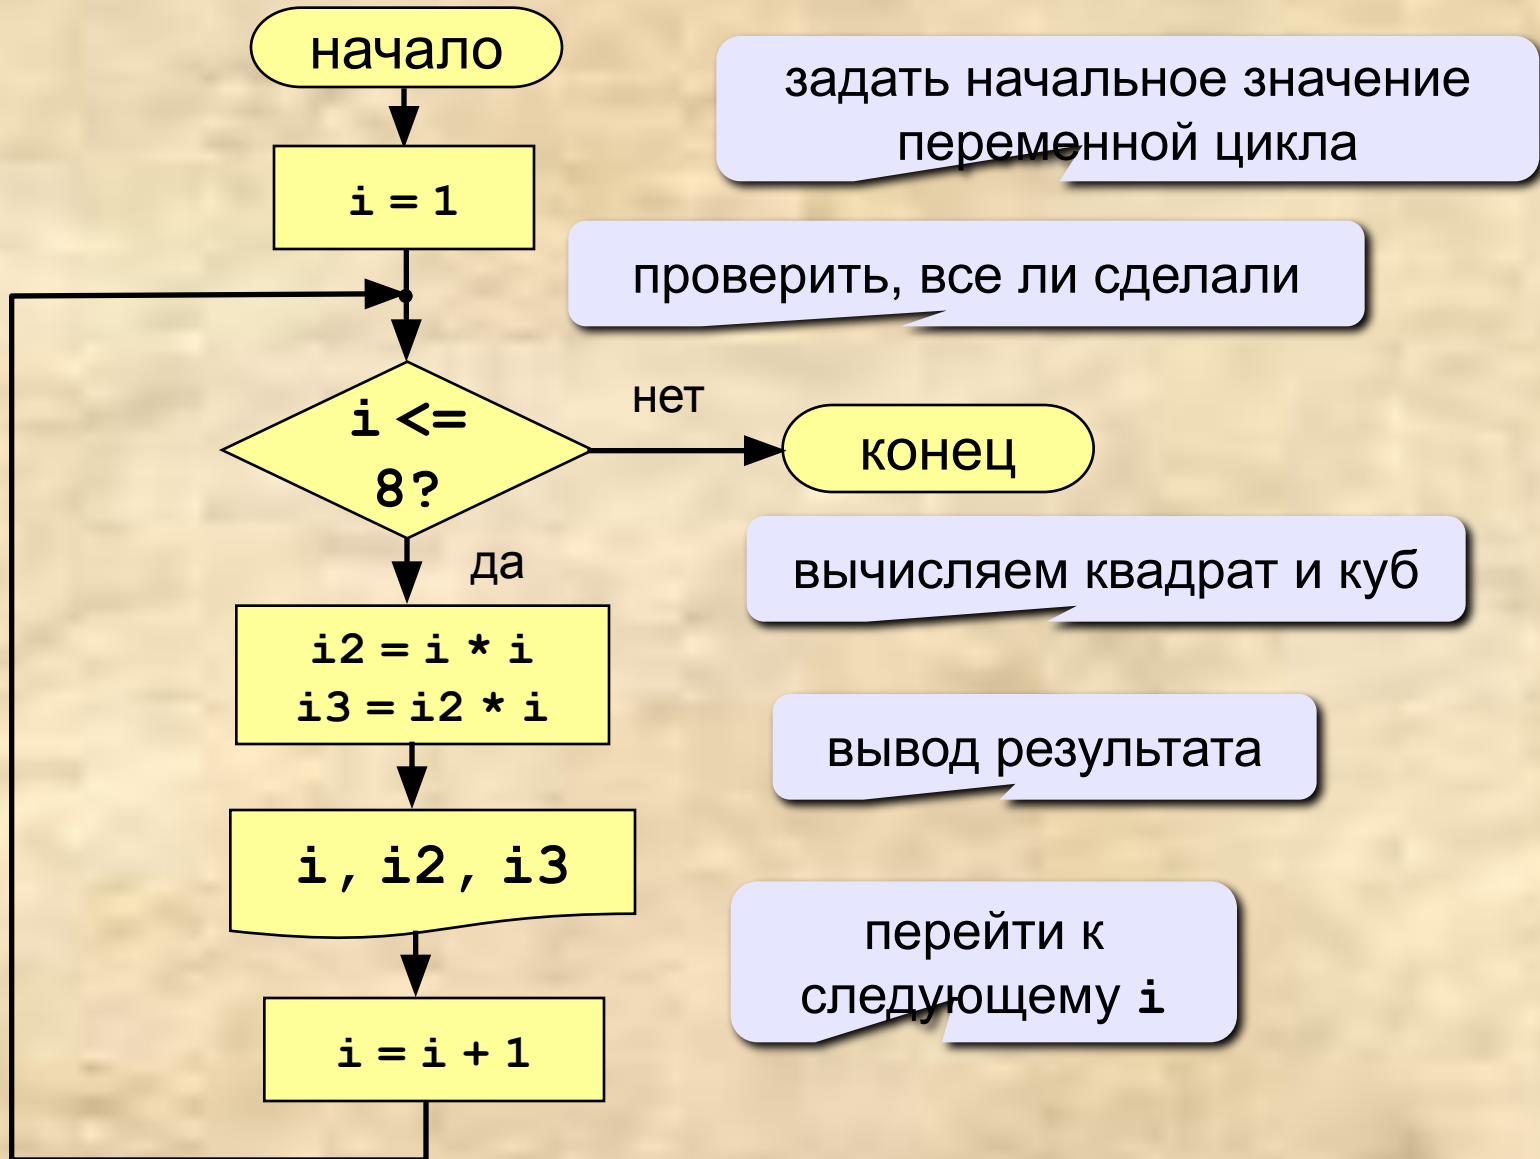 начало
задать начальное значение
переменной цикла
i = 1
проверить, все ли сделали
i <=
8?
нет
конец
да
вычисляем квадрат и куб
i2 = i * i
i3 = i2 * i
вывод результата
i, i2, i3
перейти к
следующему i
i = i + 1